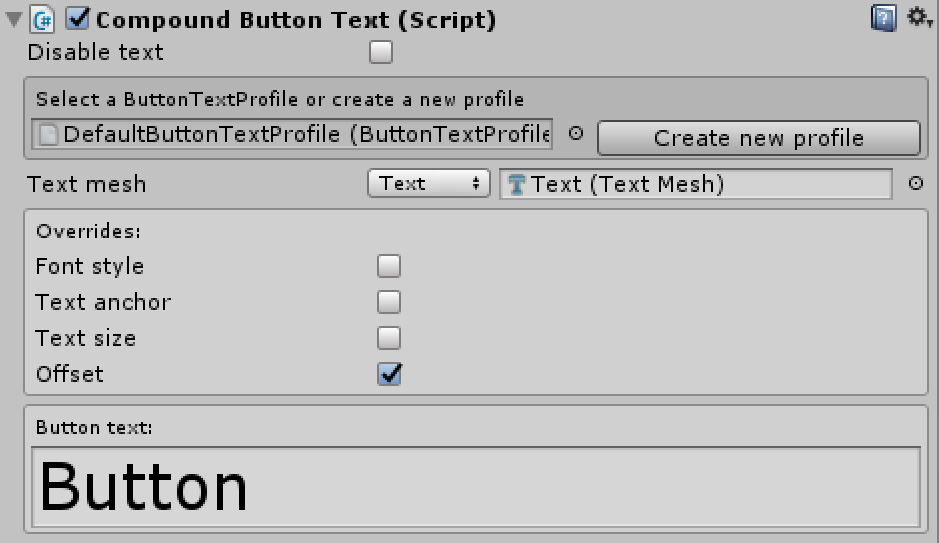 Compound Button Text (Script)
Disable text
Select a ButtonTextProfile or create a new profile
DefaultButtonTextProfile (ButtonTextProfile
Create new profile
Text mesh
Text
Text (Text Mesh)
Overrides:
Font style
Text anchor
Text size
Offset
Button text:
Button